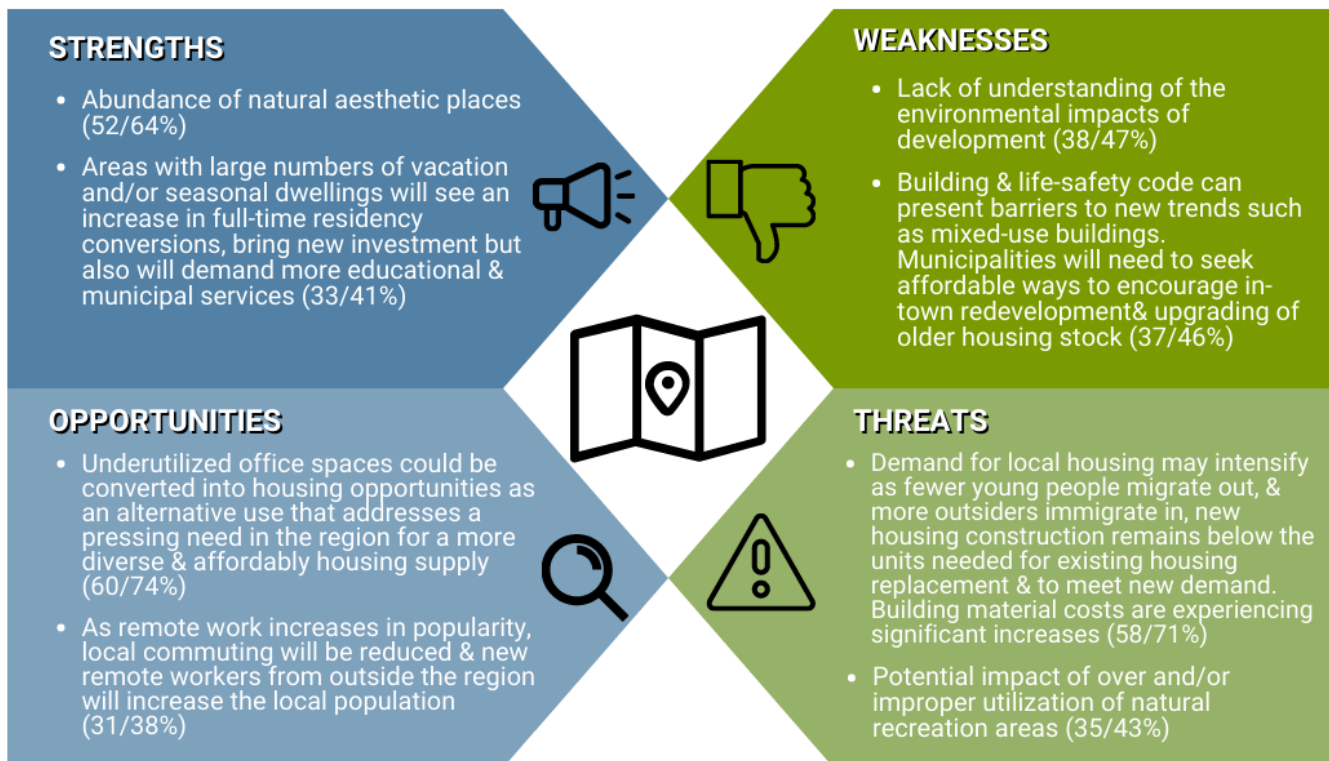 STRENGTHS
• Abundance of natural aesthetic places
(52/64%)
• Areas with large numbers of vacation
and/or seasonal dwellings will see an
increase in full-time residency
conversions, bring new investment but
also will demand more educational &
municipal services (33/41%)
WEAKNESSES
• Lack of understanding of the
environmental impacts of
development (38/47%)
• Building & life-safety code can
present barriers to new trends such
as mixed-use buildings.
Municipalities will need to seek
affordable ways to encourage in-
town redevelopment& upgrading of
older housing stock (37/46%)
OPPORTUNITIES
• Underutilized office spaces could be
converted into housing opportunities as
an alternative use that addresses a
pressing need in the region for a more
diverse & affordably housing supply
(60/74%)
• As remote work increases in popularity,
local commuting will be reduced & new
remote workers from outside the region
will increase the local population
(31/38%)
THREATS
• Demand for local housing may intensify
as fewer young people migrate out, &
more outsiders immigrate in, new
housing construction remains below the
units needed for existing housing
replacement & to meet new demand.
Building material costs are experiencing
significant increases (58/71%)
• Potential impact of over and/or
improper utilization of natural
recreation areas (35/43%)